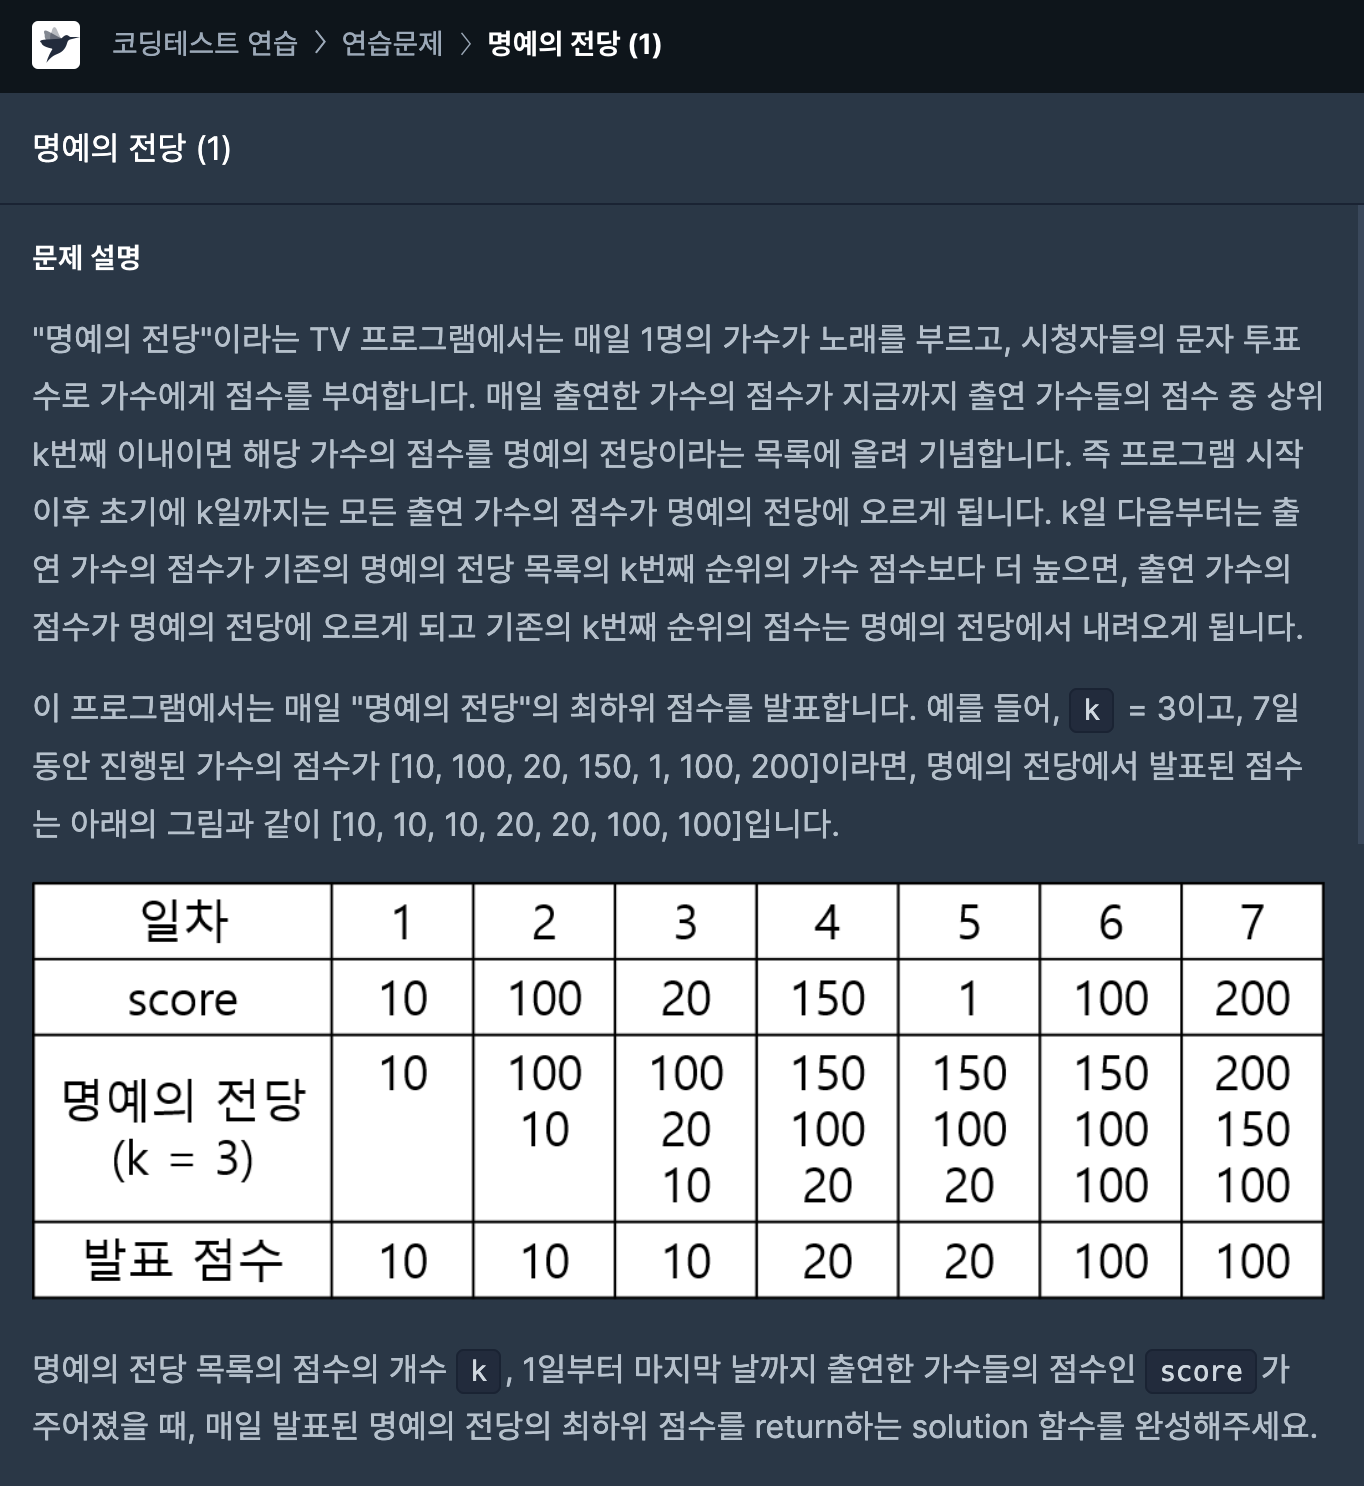 코딩테스트 연습 > 연습문제 > 명예의 전당 (1)
명예의 전당 (1)
문제 설명
"명예의 전당"이라는 TV 프로그램에서는 매일 1명의 가수가 노래를 부르고, 시청자들의 문자 투표
수로 가수에게 점수를 부여합니다. 매일 출연한 가수의 점수가 지금까지 출연 가수들의 점수 중 상위
k번째 이내이면 해당 가수의 점수를 명예의 전당이라는 목록에 올려 기념합니다. 즉 프로그램 시작
이후 초기에 k일까지는 모든 출연 가수의 점수가 명예의 전당에 오르게 됩니다. k일 다음부터는 출
연 가수의 점수가 기존의 명예의 전당 목록의 k번째 순위의 가수 점수보다 더 높으면, 출연 가수의
점수가 명예의 전당에 오르게 되고 기존의 k번째 순위의 점수는 명예의 전당에서 내려오게 됩니다.
이 프로그램에서는 매일 "명예의 전당"의 최하위 점수를 발표합니다. 예를 들어, k = 3이고, 7일
동안 진행된 가수의 점수가 [10, 100, 20, 150, 1, 100, 200]이라면, 명예의 전당에서 발표된 점수
는 아래의 그림과 같이 [10, 10, 10, 20, 20, 100, 100]입니다.
일차 1 2 3 4 5 6 7
score 10 100 20 150 1 100 200
명예의 전당
(k = 3)
10 100 100 150 150 150 200
10 20 100 100 100 150
10 20 20 100 100
발표 점수 10 10 10 20 20 100 100
명예의 전당 목록의 점수의 개수 k, 1일부터 마지막 날까지 출연한 가수들의 점수인 score가
주어졌을 때, 매일 발표된 명예의 전당의 최하위 점수를 return하는 solution 함수를 완성해주세요.